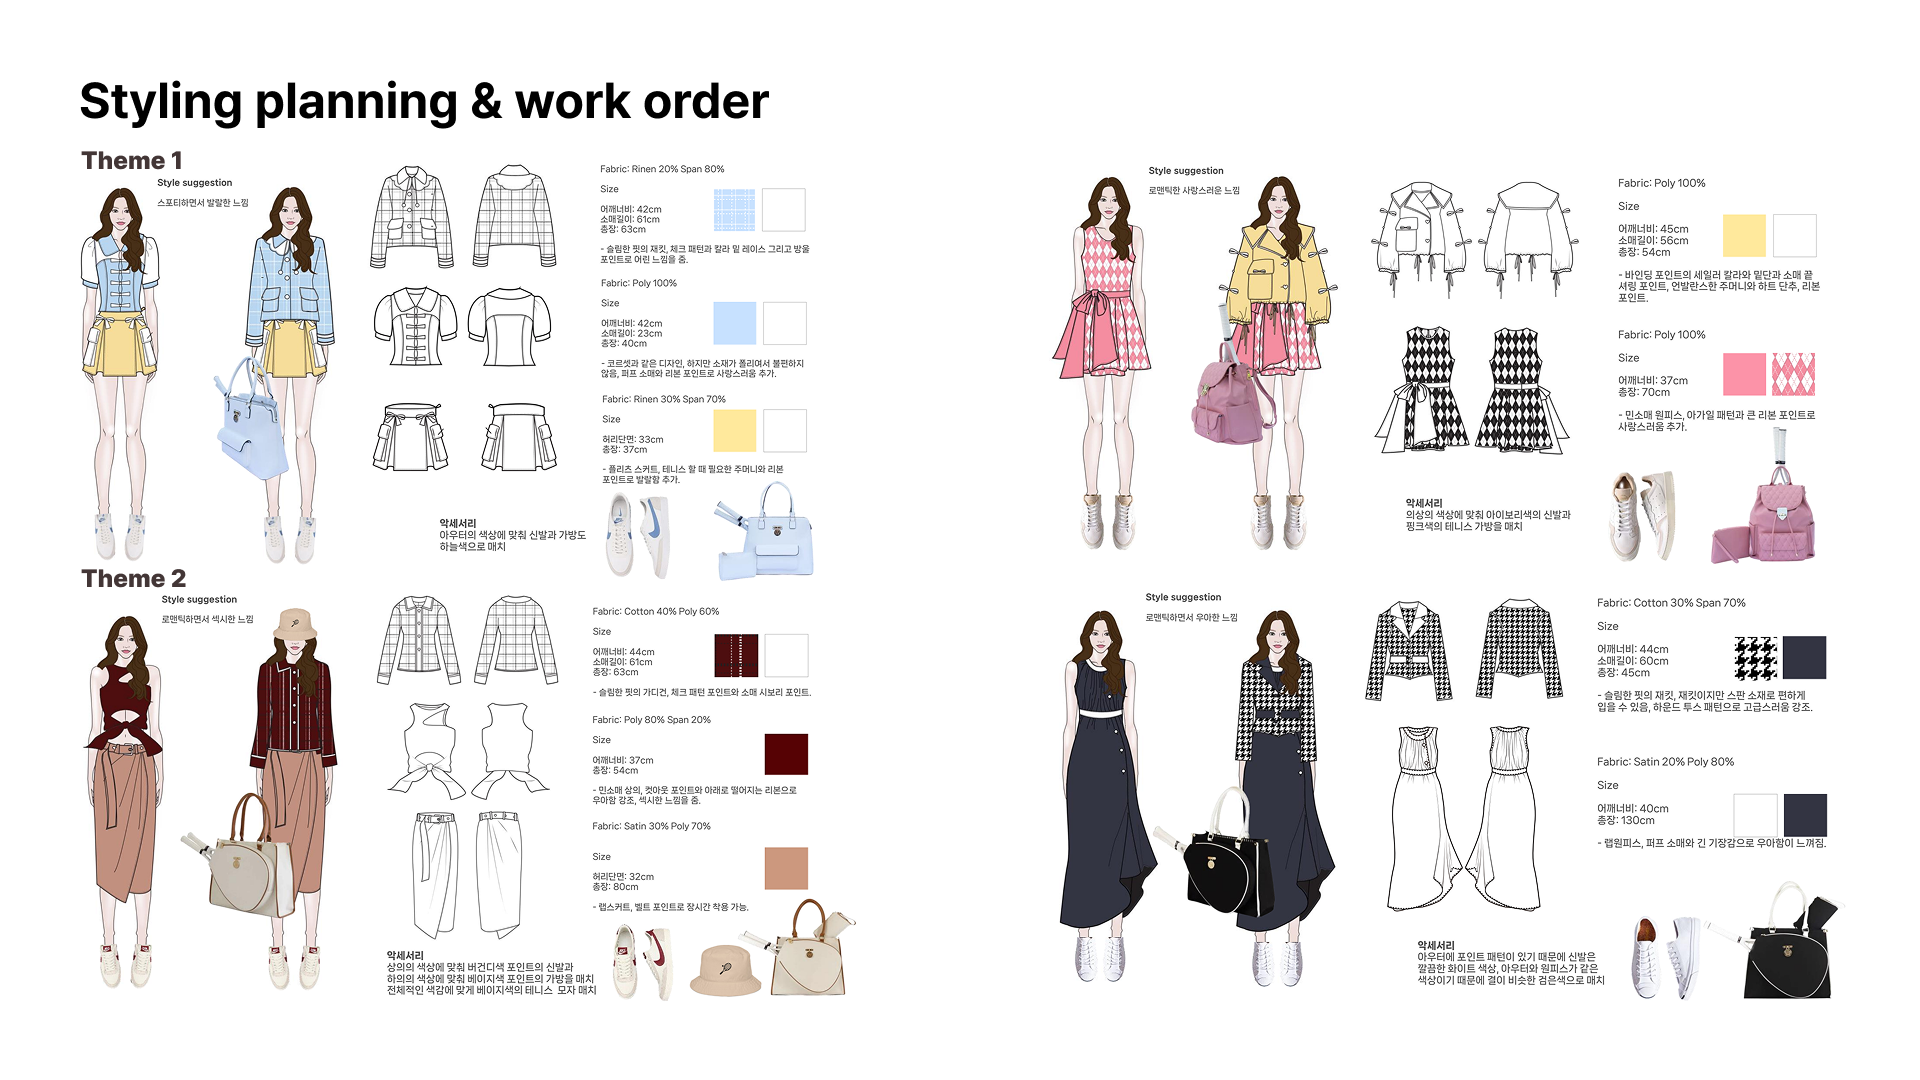 Styling planning & work order
Theme 1
Style suggestion
스포티하면서 발랄한 느낌
Fabric: Rinen 20% Span 80%
Size
어깨너비: 42cm
소매길이: 61cm
총장: 63cm
- 슬림한 핏의 재킷, 체크 패턴과 칼라 밑 레이스 그리고 방울
포인트로 어린 느낌을 줌.
Fabric: Poly 100%
Size
어깨너비: 42cm
소매길이: 23cm
총장: 40cm
- 코르셋과 같은 디자인, 하지만 소재가 폴리여서 불편하지
않음, 퍼프 소매와 리본 포인트로 사랑스러움 추가.
Fabric: Rinen 30% Span 70%
Size
허리단면: 33cm
총장: 37cm
- 플리츠 스커트, 테니스 할 때 필요한 주머니와 리본
포인트로 발랄함 추가.
악세서리
아우터의 색상에 맞춰 신발과 가방도
하늘색으로 매치
Style suggestion
로맨틱한 사랑스러운 느낌
Fabric: Poly 100%
Size
어깨너비: 45cm
소매길이: 56cm
총장: 54cm
- 바인딩 포인트의 세일러 칼라와 밑단과 소매 끝
셔링 포인트, 언발란스한 주머니와 하트 단추, 리본
포인트.
Fabric: Poly 100%
Size
어깨너비: 37cm
총장: 70cm
- 민소매 원피스, 아가일 패턴과 큰 리본 포인트로
사랑스러움 추가.
악세서리
의상의 색상에 맞춰 아이보리색의 신발과
핑크색의 테니스 가방을 매치
Theme 2
Style suggestion
로맨틱하면서 섹시한 느낌
Fabric: Cotton 40% Poly 60%
Size
어깨너비: 44cm
소매길이: 61cm
총장: 63cm
- 슬림한 핏의 가디건, 체크 패턴 포인트와 소매 시보리 포인트.
Fabric: Poly 80% Span 20%
Size
어깨너비: 37cm
총장: 54cm
- 민소매 상의, 컷아웃 포인트와 아래로 떨어지는 리본으로
우아함 강조, 섹시한 느낌을 줌.
Fabric: Satin 30% Poly 70%
Size
허리단면: 32cm
총장: 80cm
- 랩스커트, 벨트 포인트로 장시간 착용 가능.
악세서리
상의의 색상에 맞춰 버건디색 포인트의 신발과
하의의 색상에 맞춰 베이지색 포인트의 가방을 매치
전체적인 색감에 맞게 베이지색의 테니스 모자 매치
Style suggestion
로맨틱하면서 우아한 느낌
Fabric: Cotton 30% Span 70%
Size
어깨너비: 44cm
소매길이: 60cm
총장: 45cm
- 슬림한 핏의 재킷, 재킷이지만 스판 소재로 편하게
입을 수 있음, 하운드 투스 패턴으로 고급스러움 강조.
Fabric: Satin 20% Poly 80%
Size
어깨너비: 40cm
총장: 130cm
- 랩원피스, 퍼프 소매와 긴 기장감으로 우아함이 느껴짐.
악세서리
아우터에 포인트 패턴이 있기 때문에 신발은
깔끔한 화이트 색상, 아우터와 원피스가 같은
색상이기 때문에 결이 비슷한 검은색으로 매치